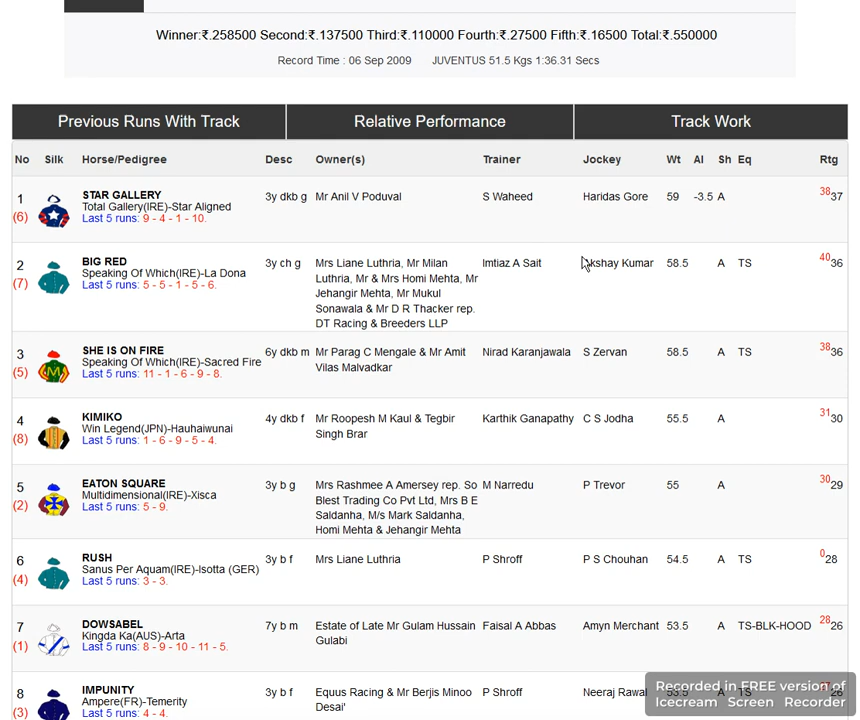 Winner:₹.258500 Second:₹.137500 Third:₹.110000 Fourth:₹.27500 Fifth:₹.16500 Total:₹.550000
Record Time : 06 Sep 2009 JUVENTUS 51.5 Kgs 1:36.31 Secs
Previous Runs With Track Relative Performance Track Work
No Silk Horse/Pedigree Desc Owner(s) Trainer Jockey Wt Al Sh Eq Rtg
1 STAR GALLERY 3y dkb g Mr Anil V Poduval S Waheed Haridas Gore 59 -3.5 A 38 37
(6) Total Gallery(IRE)-Star Aligned
Last 5 runs: 9 - 4 - 1 - 10.
2 BIG RED 3y ch g Mrs Liane Luthria, Mr Milan Imtiaz A Sait Akshay Kumar 58.5 A TS 40 36
(7) Speaking Of Which(IRE)-La Dona Luthria, Mr & Mrs Homi Mehta, Mr
Last 5 runs: 5 - 5 - 1 - 5 - 6. Jehangir Mehta, Mr Mukul
Sonawala & Mr D R Thacker rep.
DT Racing & Breeders LLP
3 SHE IS ON FIRE 6y dkb m Mr Parag C Mengale & Mr Amit Nirad Karanjawala S Zervan 58.5 A TS 38 36
(5) Speaking Of Which(IRE)-Sacred Fire Vilas Malvadkar
M
Last 5 runs: 11 - 1 - 6 - 9 - 8.
4 KIMIKO 4y dkb f Mr Roopesh M Kaul & Tegbir Karthik Ganapathy C S Jodha 55.5 A 31 30
(8) Win Legend(JPN)-Hauhaiwunai Singh Brar
Last 5 runs: 1 - 6 - 9 - 5 - 4.
5 EATON SQUARE 3y b g Mrs Rashmee A Amersey rep. So M Narredu P Trevor 55 A 30 29
(2) Multidimensional(IRE)-Xisca Blest Trading Co Pvt Ltd, Mrs B E
Last 5 runs: 5 - 9. Saldanha, M/s Mark Saldanha,
Homi Mehta & Jehangir Mehta
6 RUSH 3y b f Mrs Liane Luthria P Shroff P S Chouhan 54.5 A TS 0 28
(4) Sanus Per Aquam(IRE)-Isotta (GER)
Last 5 runs: 3 - 3.
7 DOWSABEL 7y b m Estate of Late Mr Gulam Hussain Faisal A Abbas Amyn Merchant 53.5 A TS-BLK-HOOD 28 26
(1) Kingda Ka(AUS)-Arta Gulabi
Last 5 runs: 8 - 9 - 10 - 11 - 5.
8 IMPUNITY 3y b f Equus Racing & Mr Berjis Minoo P Shroff Neeraj Rawal 53.5 A TS 26
(3) Ampere(FR)-Temerity Desai'
Last 5 runs: 4 - 4.
Recorded in FREE version of
Icecream Screen Recorder